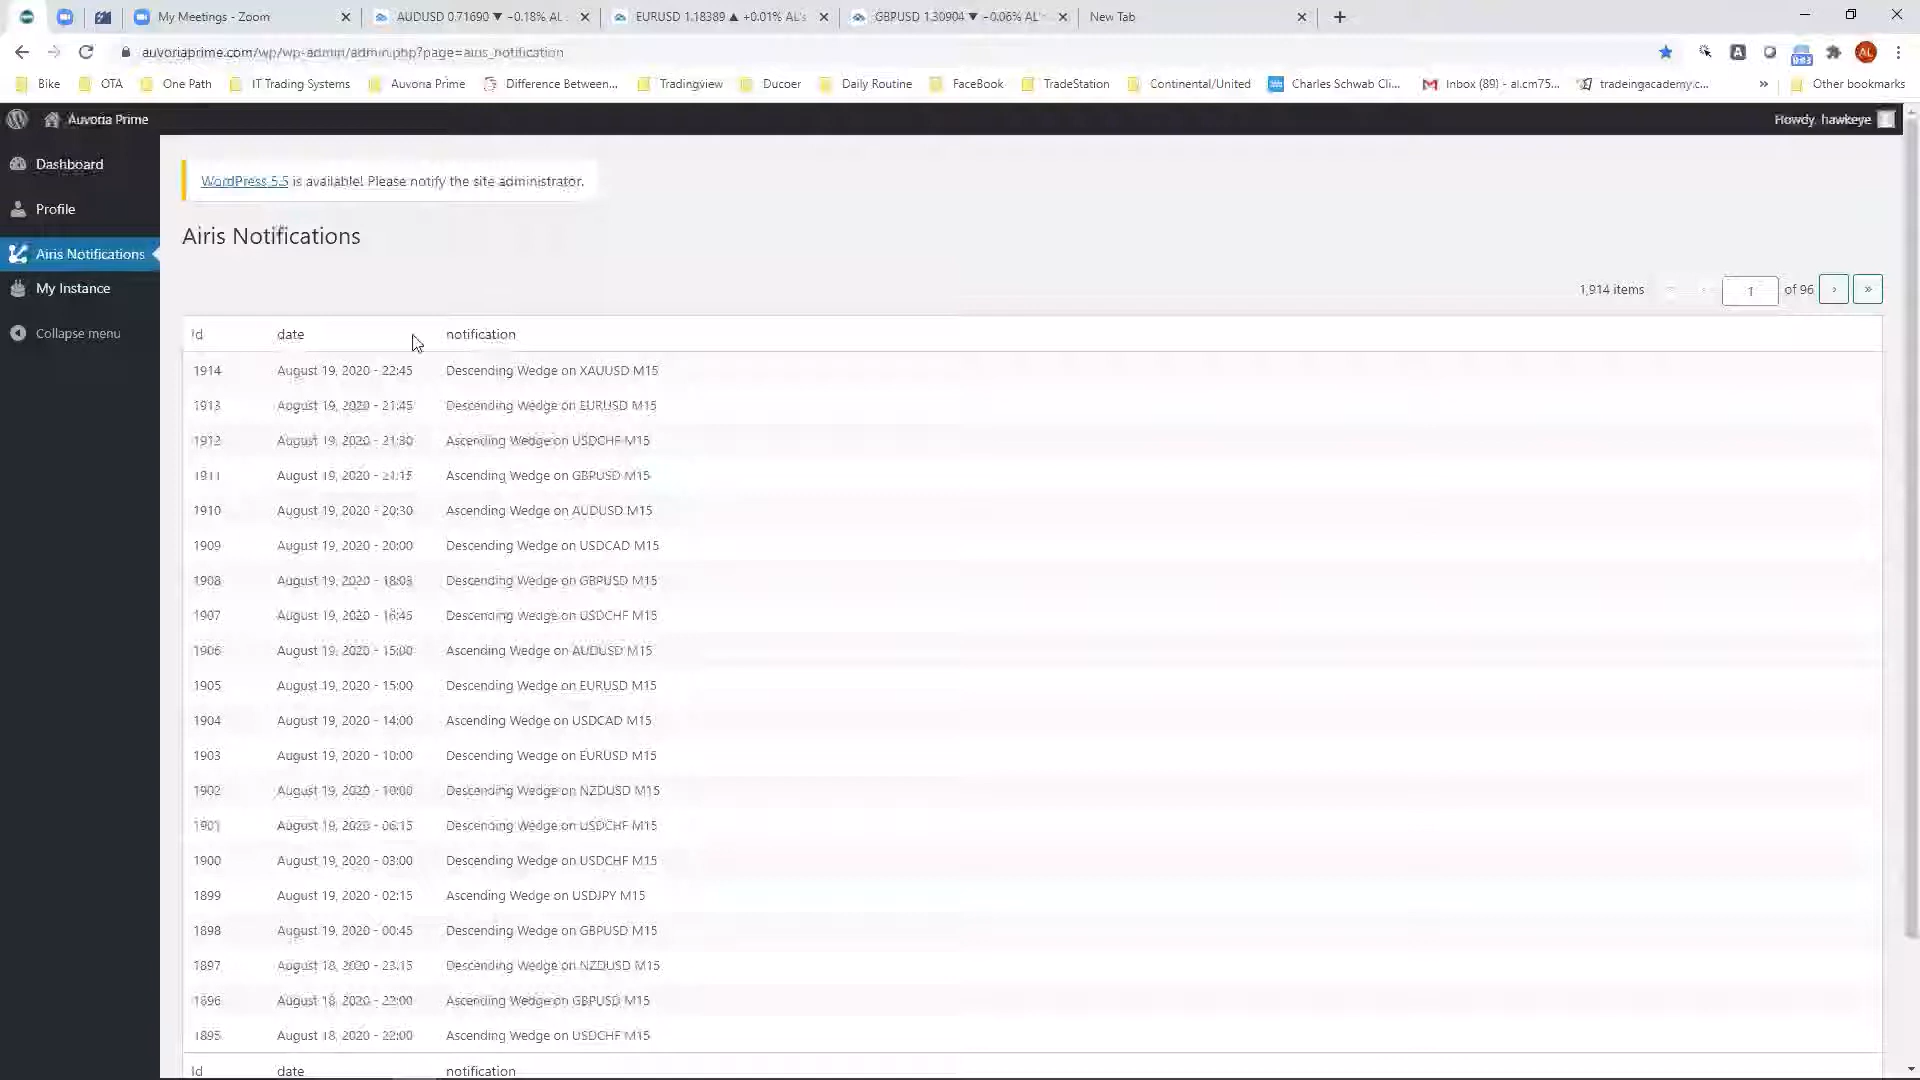 My Meetings - Zoom
AUDUSD 0.71690 ▼ −0.18% AL
EURUSD 1.18389 ▲ +0.01% AL's
GBPUSD 1.30904 ▼ −0.06% AL'
New Tab
auvoriaprime.com/wp/wp-admin/admin.php?page=airis_notification
A
AL
Bike OTA One Path IT Trading Systems Auvoria Prime Difference Between... Tradingview Ducoer Daily Routine FaceBook TradeStation Continental/United Charles Schwab Cli... Inbox (89) - al.cm75... tradeingacademy.c... » Other bookmarks
Auvoria Prime
Howdy, hawkeye
Dashboard
Profile
Airis Notifications
My Instance
Collapse menu
WordPress 5.5 is available! Please notify the site administrator.
Airis Notifications
1,914 items « ‹ 1 of 96 › »
Id date notification
1914 August 19, 2020 - 22:45 Descending Wedge on XAUUSD M15
1913 August 19, 2020 - 21:45 Descending Wedge on EURUSD M15
1912 August 19, 2020 - 21:30 Ascending Wedge on USDCHF M15
1911 August 19, 2020 - 21:15 Ascending Wedge on GBPUSD M15
1910 August 19, 2020 - 20:30 Ascending Wedge on AUDUSD M15
1909 August 19, 2020 - 20:00 Descending Wedge on USDCAD M15
1908 August 19, 2020 - 18:03 Descending Wedge on GBPUSD M15
1907 August 19, 2020 - 16:45 Descending Wedge on USDCHF M15
1906 August 19, 2020 - 15:00 Ascending Wedge on AUDUSD M15
1905 August 19, 2020 - 15:00 Descending Wedge on EURUSD M15
1904 August 19, 2020 - 14:00 Ascending Wedge on USDCAD M15
1903 August 19, 2020 - 10:00 Descending Wedge on EURUSD M15
1902 August 19, 2020 - 10:00 Descending Wedge on NZDUSD M15
1901 August 19, 2020 - 06:15 Descending Wedge on USDCHF M15
1900 August 19, 2020 - 03:00 Descending Wedge on USDCHF M15
1899 August 19, 2020 - 02:15 Ascending Wedge on USDJPY M15
1898 August 19, 2020 - 00:45 Descending Wedge on GBPUSD M15
1897 August 18, 2020 - 23:15 Descending Wedge on NZDUSD M15
1896 August 18, 2020 - 22:00 Ascending Wedge on GBPUSD M15
1895 August 18, 2020 - 22:00 Ascending Wedge on USDCHF M15
Id date notification